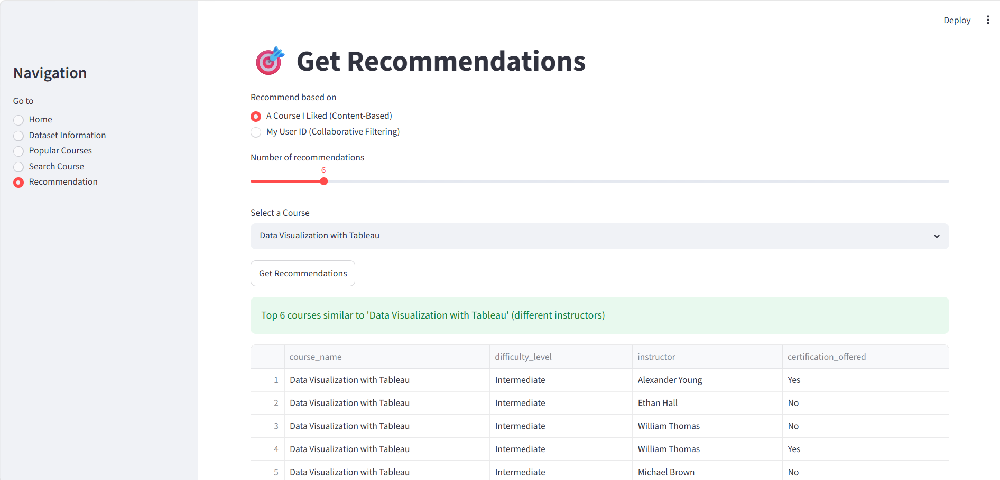 Deploy
Navigation
Go to
Home
Dataset Information
Popular Courses
Search Course
Recommendation
Get Recommendations
Recommend based on
A Course I Liked (Content-Based)
My User ID (Collaborative Filtering)
Number of recommendations
6
Select a Course
Data Visualization with Tableau
Get Recommendations
Top 6 courses similar to 'Data Visualization with Tableau' (different instructors)
course_name difficulty_level instructor certification_offered
1 Data Visualization with Tableau Intermediate Alexander Young Yes
2 Data Visualization with Tableau Intermediate Ethan Hall No
3 Data Visualization with Tableau Intermediate William Thomas No
4 Data Visualization with Tableau Intermediate William Thomas Yes
5 Data Visualization with Tableau Intermediate Michael Brown No